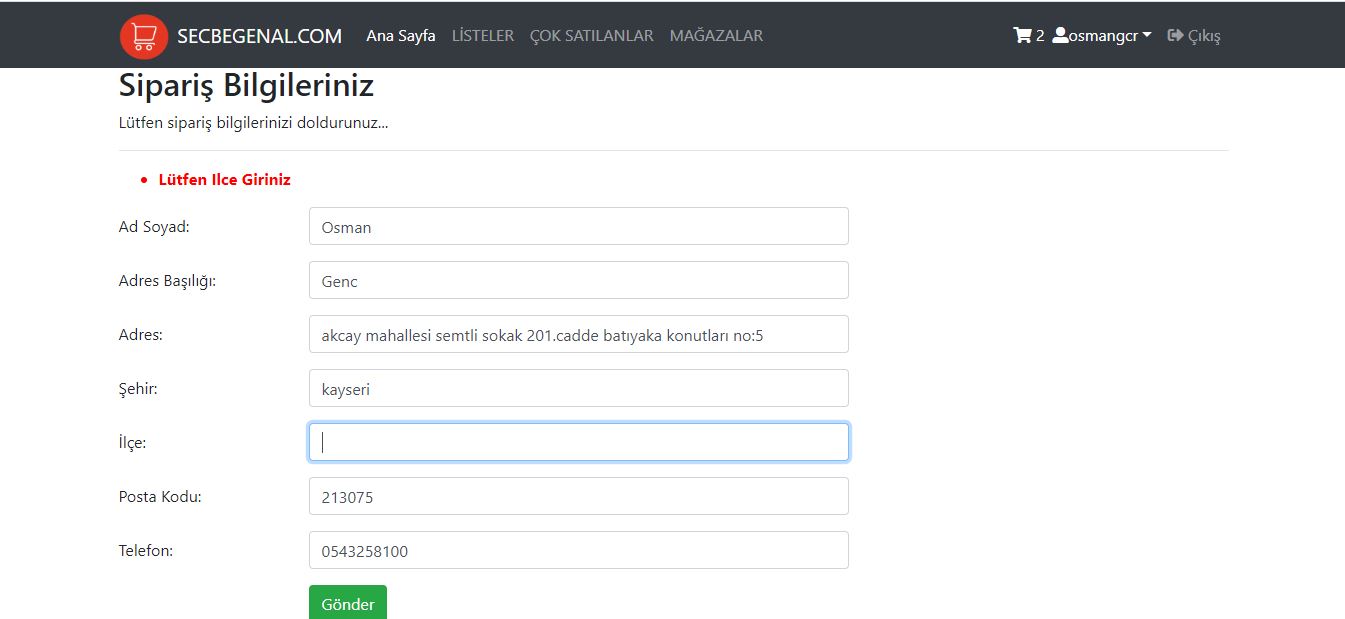 SECBEGENAL.COM Ana Sayfa LİSTELER ÇOK SATILANLAR MAĞAZALAR 2 osmangcr Çıkış
Sipariş Bilgileriniz
Lütfen sipariş bilgilerinizi doldurunuz...
Lütfen Ilce Giriniz
Ad Soyad: Osman
Adres Başılığı: Genc
Adres: akcay mahallesi semtli sokak 201.cadde batıyaka konutları no:5
Şehir: kayseri
İlçe:
Posta Kodu: 213075
Telefon: 0543258100
Gönder